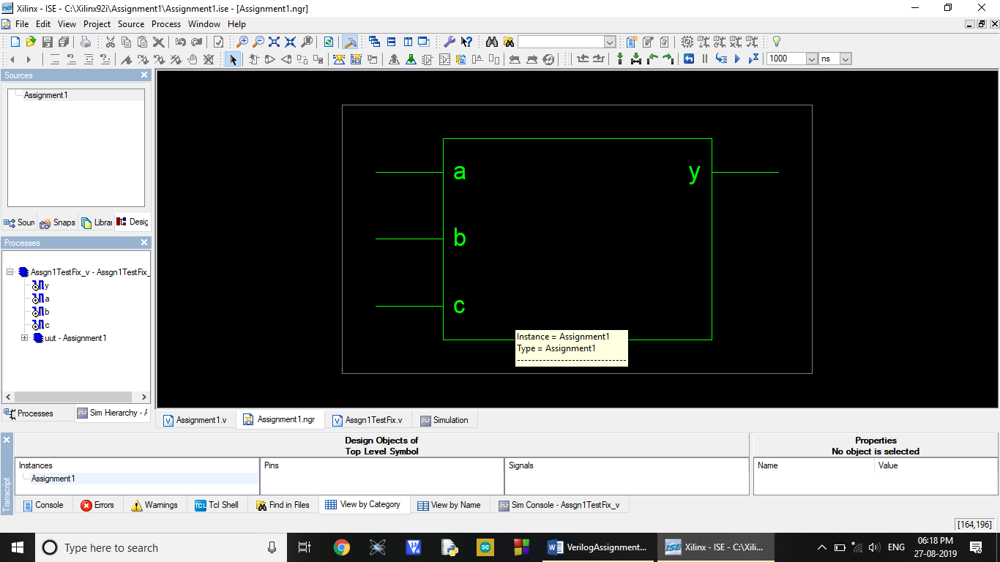 Xilinx - ISE - C:\Xilinx92i\Assignment1\Assignment1.ise - [Assignment1.ngr]
File Edit View Project Source Process Window Help
1000 ns
Sources
Assignment1
Sour Snaps Librar Desig
Processes
Assgn1TestFix_v - Assgn1TestFix_
y
a
b
c
uut - Assignment1
Processes Sim Hierarchy - A
a
y
b
c
Instance = Assignment1
Type = Assignment1
-------------------------------
Assignment1.v Assignment1.ngr Assgn1TestFix.v Simulation
Transcript
Design Objects of
Top Level Symbol
Properties
No object is selected
Instances Pins Signals Name Value
Assignment1
Console Errors Warnings Tcl Shell Find in Files View by Category View by Name Sim Console - Assgn1TestFix_v
[164,196]
Type here to search
VerilogAssignment...
Xilinx - ISE - C:\Xili...
ENG
06:18 PM
27-08-2019